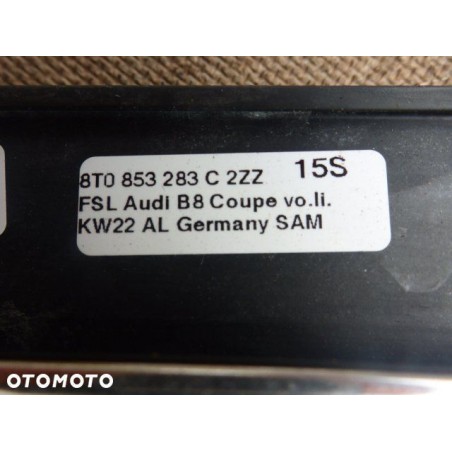 8T0 853 283 C 2ZZ 15S
FSL Audi B8 Coupe vo.li.
KW22 AL Germany SAM
OTOMOTO